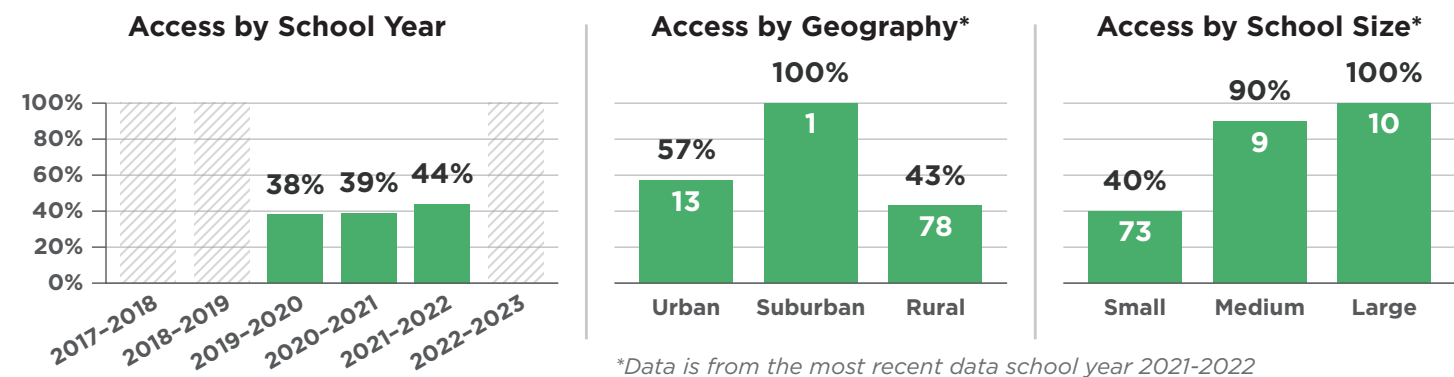 Access by School Year
100%
80%
60%
40%
20%
0%
38%
39%
44%
2017–2018
2018–2019
2019–2020
2020–2021
2021–2022
2022–2023
Access by Geography*
57%
100%
43%
13
1
78
Urban
Suburban
Rural
Access by School Size*
40%
90%
100%
73
9
10
Small
Medium
Large
*Data is from the most recent data school year 2021-2022